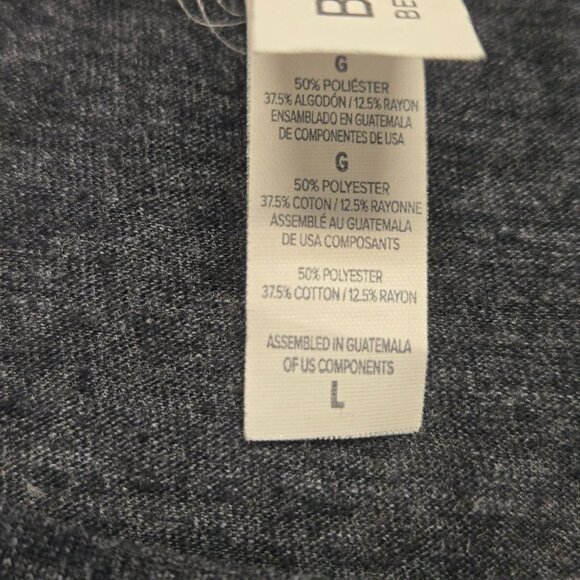 B
BE
G
50% POLIÉSTER
37.5% ALGODÓN / 12.5% RAYON
ENSAMBLADO EN GUATEMALA
DE COMPONENTES DE USA
G
50% POLYESTER
37.5% COTON / 12.5% RAYONNE
ASSEMBLÉ AU GUATEMALA
DE USA COMPOSANTS
50% POLYESTER
37.5% COTTON / 12.5% RAYON
ASSEMBLED IN GUATEMALA
OF US COMPONENTS
L